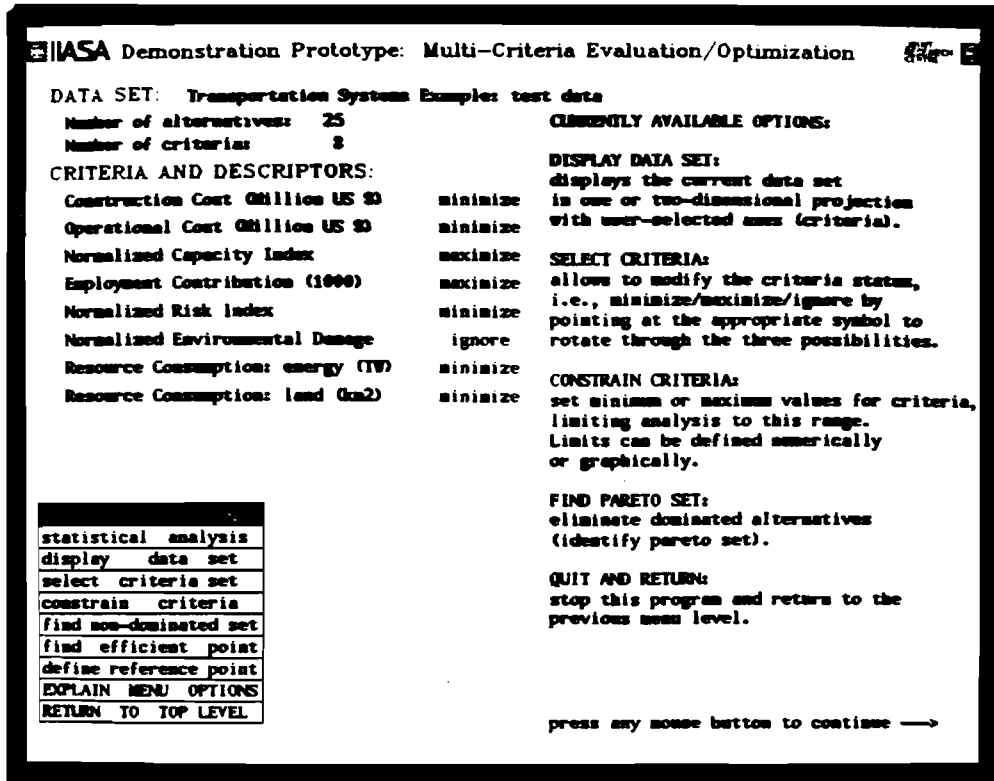 IIASA Demonstration Prototype: Multi-Criteria Evaluation/Optimization
DATA SET: Transportation Systems Example: test data
Number of alternatives: 25
Number of criteria: 8
CRITERIA AND DESCRIPTORS:
Construction Cost (Million US $) minimize
Operational Cost (Million US $) minimize
Normalized Capacity Index maximize
Employment Contribution (1000) maximize
Normalized Risk Index minimize
Normalized Environmental Damage ignore
Resource Consumption: energy (TW) minimize
Resource Consumption: land (km2) minimize
statistical analysis
display data set
select criteria set
constrain criteria
find non-dominated set
find efficient point
define reference point
EXPLAIN MENU OPTIONS
RETURN TO TOP LEVEL
CURRENTLY AVAILABLE OPTIONS:
DISPLAY DATA SET:
displays the current data set
in one or two-dimensional projection
with user-selected axes (criteria).
SELECT CRITERIA:
allows to modify the criteria status,
i.e., minimize/maximize/ignore by
pointing at the appropriate symbol to
rotate through the three possibilities.
CONSTRAIN CRITERIA:
set minimum or maximum values for criteria,
limiting analysis to this range.
Limits can be defined numerically
or graphically.
FIND PARETO SET:
eliminate dominated alternatives
(identify pareto set).
QUIT AND RETURN:
stop this program and return to the
previous menu level.
press any mouse button to continue —>